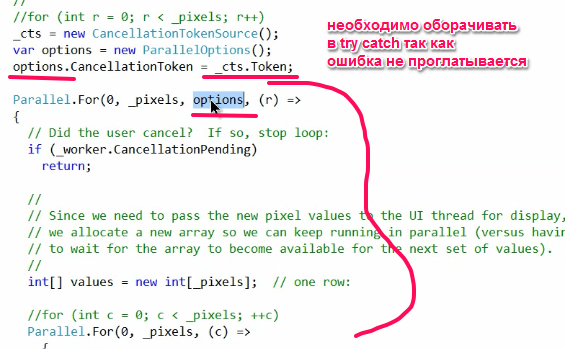 //
//for (int r = 0; r < _pixels; r++)
_cts = new CancellationTokenSource();
var options = new ParallelOptions();
options.CancellationToken = _cts.Token;
необходимо оборачивать
в try catch так как
ошибка не проглатывается
Parallel.For(0, _pixels, options, (r) =>
{
// Did the user cancel?  If so, stop loop:
if (_worker.CancellationPending)
return;
//
// Since we need to pass the new pixel values to the UI thread for display,
// we allocate a new array so we can keep running in parallel (versus havin
// to wait for the array to become available for the next set of values).
//
int[] values = new int[_pixels];  // one row:
//for (int c = 0; c < _pixels; ++c)
Parallel.For(0, _pixels, (c) =>
{